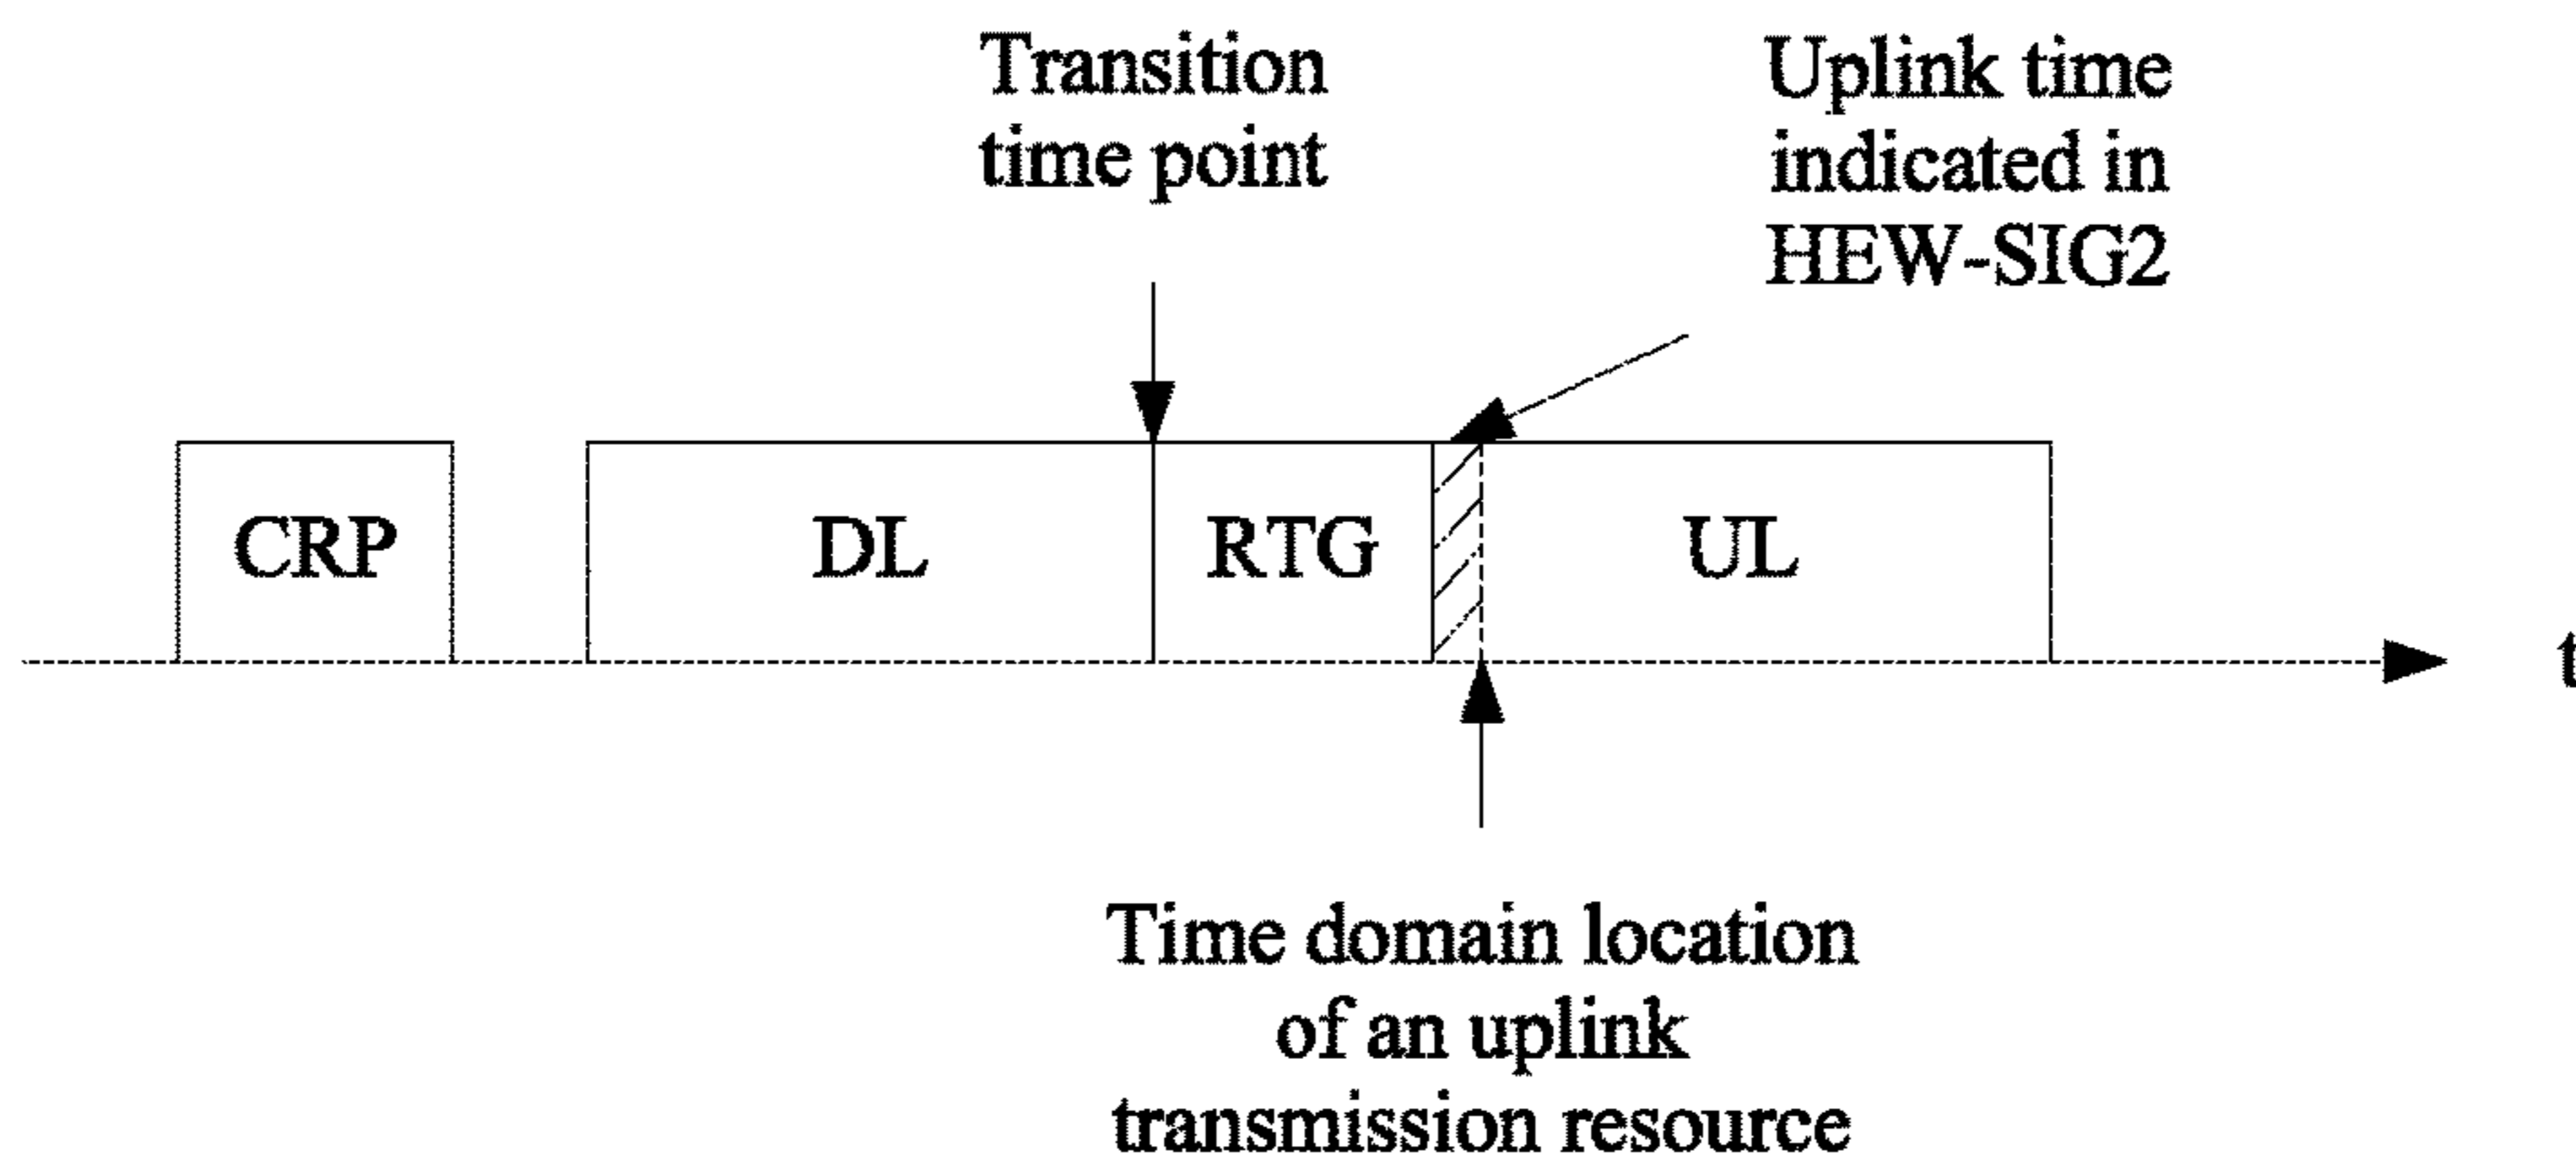 Transition
time point
Uplink time
indicated in
HEW-SIG2
CRP
DL
RTG
UL
t
Time domain location
of an uplink
transmission resource